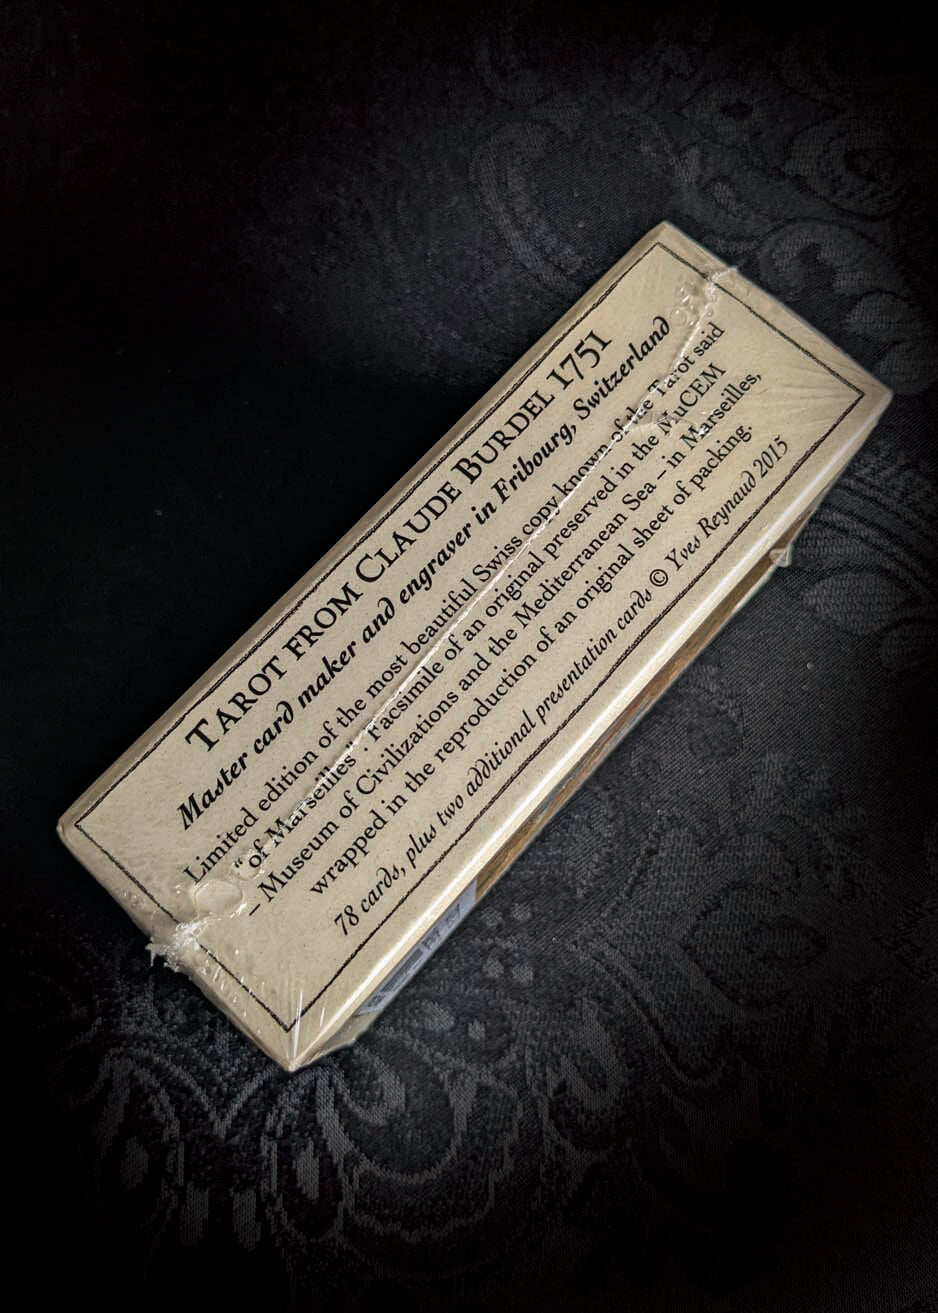 TAROT FROM CLAUDE BURDEL 1751
Master card maker and engraver in Fribourg, Switzerland
Limited edition of the most beautiful Swiss copy known of the Tarot said
“of Marseilles”. Facsimile of an original preserved in the MuCEM
– Museum of Civilizations and the Mediterranean Sea – in Marseilles,
wrapped in the reproduction of an original sheet of packing.
78 cards, plus two additional presentation cards © Yves Reynaud 2015